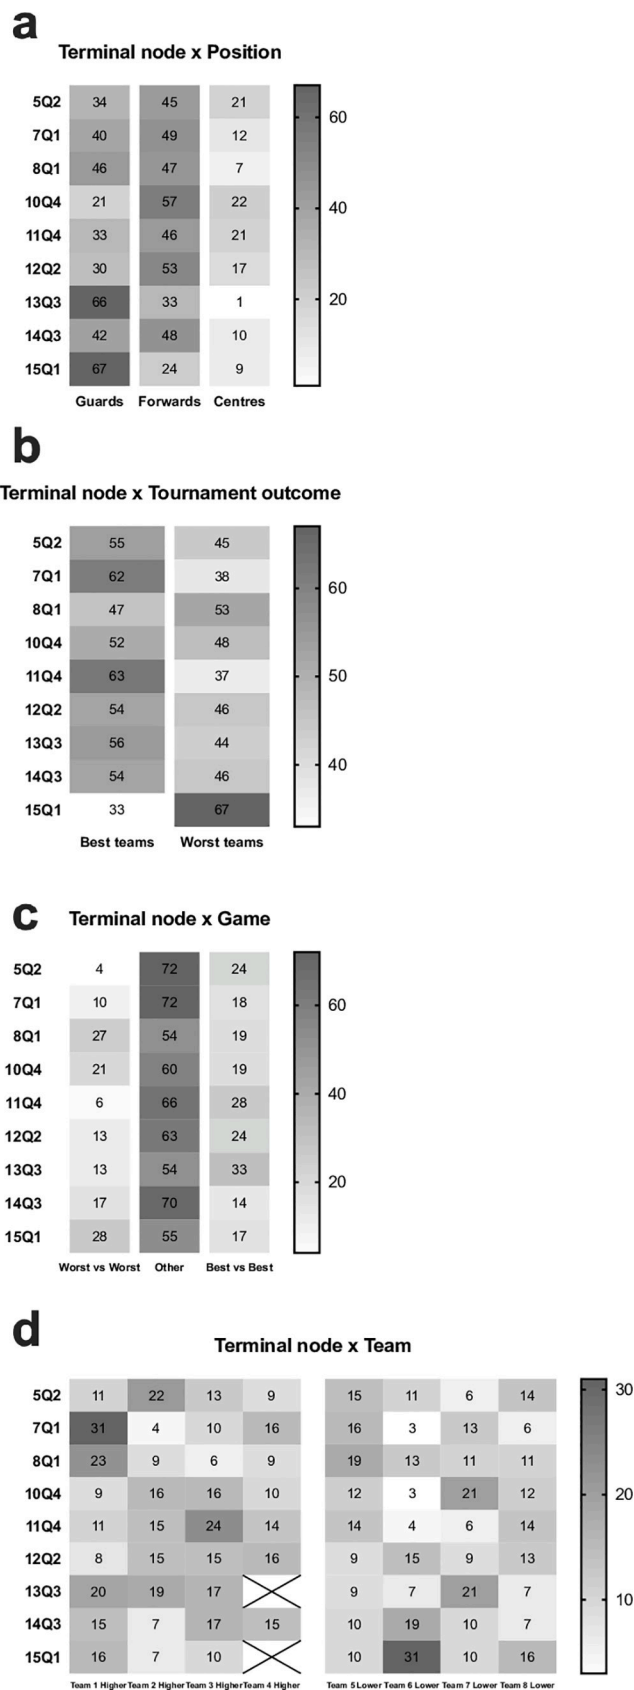 a
Terminal node x Position
5Q2 34 45 21
7Q1 40 49 12
8Q1 46 47 7
10Q4 21 57 22
11Q4 33 46 21
12Q2 30 53 17
13Q3 66 33 1
14Q3 42 48 10
15Q1 67 24 9
Guards Forwards Centres
60
40
20
b
Terminal node x Tournament outcome
5Q2 55 45
7Q1 62 38
8Q1 47 53
10Q4 52 48
11Q4 63 37
12Q2 54 46
13Q3 56 44
14Q3 54 46
15Q1 33 67
Best teams Worst teams
60
50
40
c
Terminal node x Game
5Q2 4 72 24
7Q1 10 72 18
8Q1 27 54 19
10Q4 21 60 19
11Q4 6 66 28
12Q2 13 63 24
13Q3 13 54 33
14Q3 17 70 14
15Q1 28 55 17
Worst vs Worst Other Best vs Best
60
40
20
d
Terminal node x Team
5Q2 11 22 13 9 15 11 6 14
7Q1 31 4 10 16 16 3 13 6
8Q1 23 9 6 9 19 13 11 11
10Q4 9 16 16 10 12 3 21 12
11Q4 11 15 24 14 14 4 6 14
12Q2 8 15 15 16 9 15 9 13
13Q3 20 19 17 9 7 21 7
14Q3 15 7 17 15 10 19 10 7
15Q1 16 7 10 10 31 10 16
Team 1 Higher Team 2 Higher Team 3 Higher Team 4 Higher Team 5 Lower Team 6 Lower Team 7 Lower Team 8 Lower
30
20
10